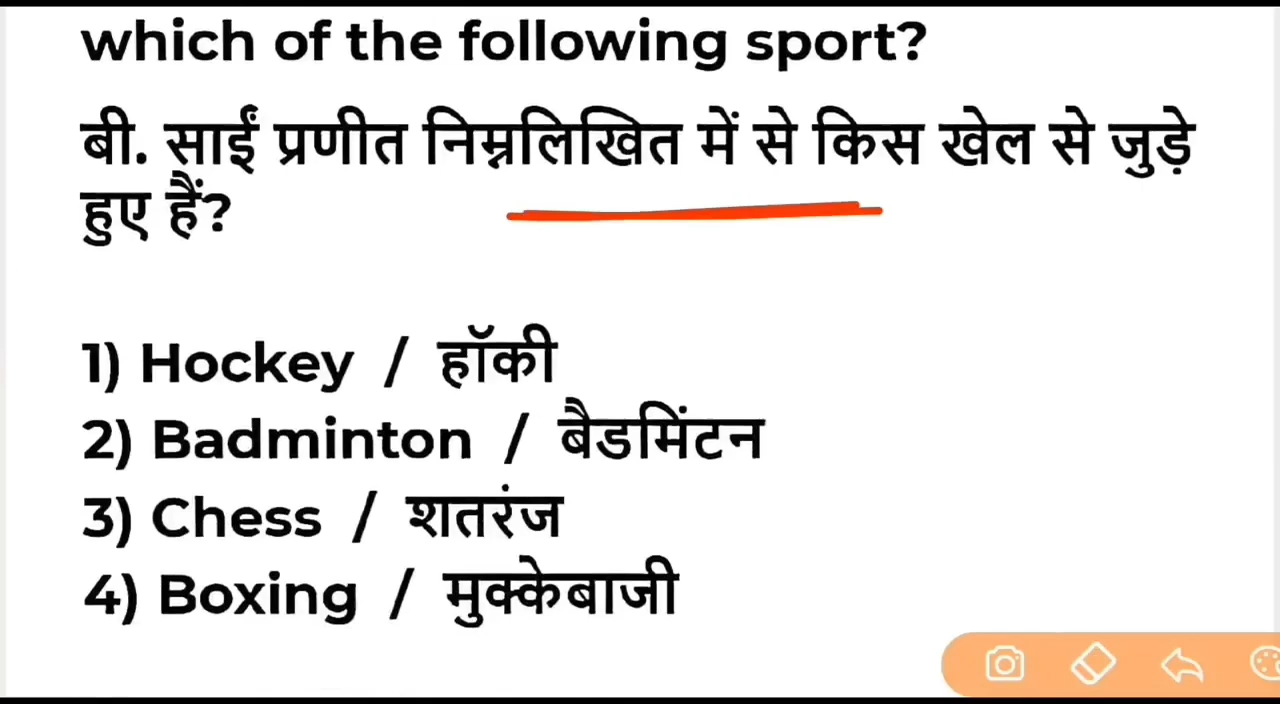 which of the following sport?
बी. साईं प्रणीत निम्नलिखित में से किस खेल से जुड़े
हुए हैं?
1) Hockey / हॉकी
2) Badminton / बैडमिंटन
3) Chess / शतरंज
4) Boxing / मुक्केबाजी